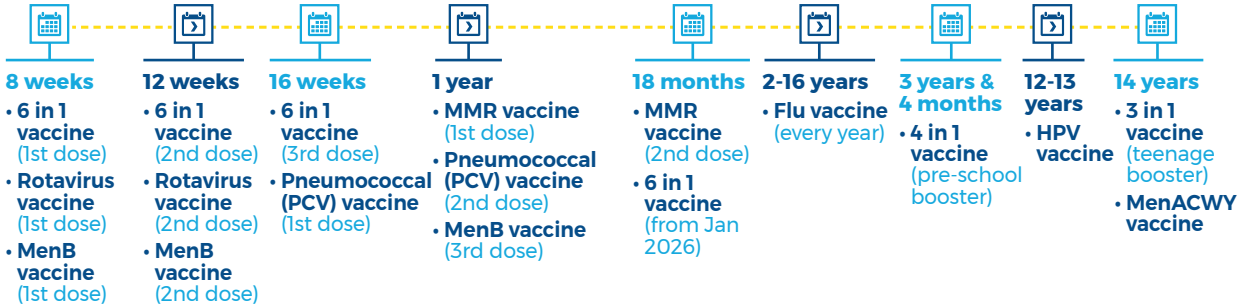 8 weeks
• 6 in 1
vaccine
(1st dose)
• Rotavirus
vaccine
(1st dose)
• MenB
vaccine
(1st dose)
12 weeks
• 6 in 1
vaccine
(2nd dose)
• Rotavirus
vaccine
(2nd dose)
• MenB
vaccine
(2nd dose)
16 weeks
• 6 in 1
vaccine
(3rd dose)
• Pneumococcal
(PCV) vaccine
(1st dose)
1 year
• MMR vaccine
(1st dose)
• Pneumococcal
(PCV) vaccine
(2nd dose)
• MenB vaccine
(3rd dose)
18 months
• MMR
vaccine
(2nd dose)
• 6 in 1
vaccine
(from Jan
2026)
2-16 years
• Flu vaccine
(every year)
3 years &
4 months
• 4 in 1
vaccine
(pre-school
booster)
12-13
years
• HPV
vaccine
14 years
• 3 in 1
vaccine
(teenage
booster)
• MenACWY
vaccine